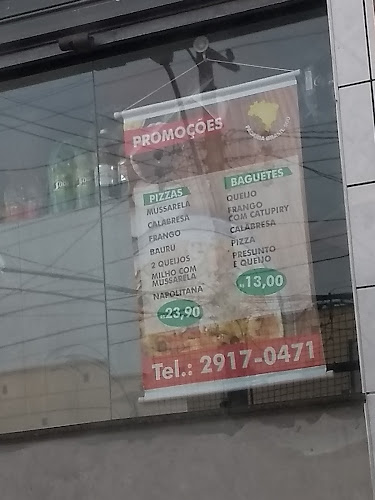 PROMOÇÕES
PIZZAS
MUSSARELA
CALABRESA
FRANGO
BAURU
2 QUEIJOS
MILHO COM
MUSSARELA
NAPOLITANA
R$ 23,90
BAGUETES
QUEIJO
FRANGO
COM CATUPIRY
CALABRESA
PIZZA
PRESUNTO
E QUEIJO
R$ 13,00
Tel.: 2917-0471